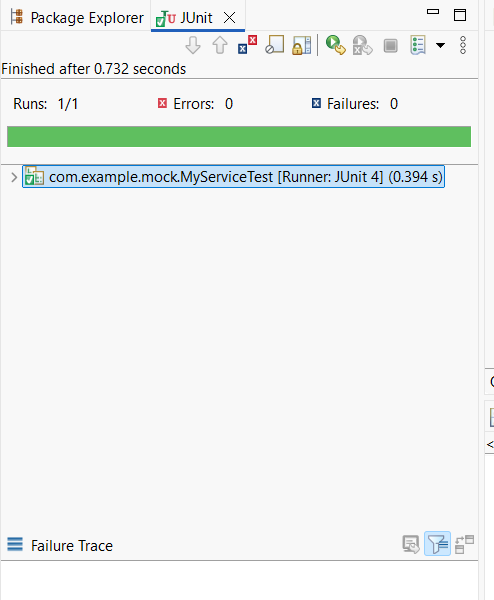 Package Explorer JUnit
Finished after 0.732 seconds
Runs: 1/1 Errors: 0 Failures: 0
com.example.mock.MyServiceTest [Runner: JUnit 4] (0.394 s)
Failure Trace